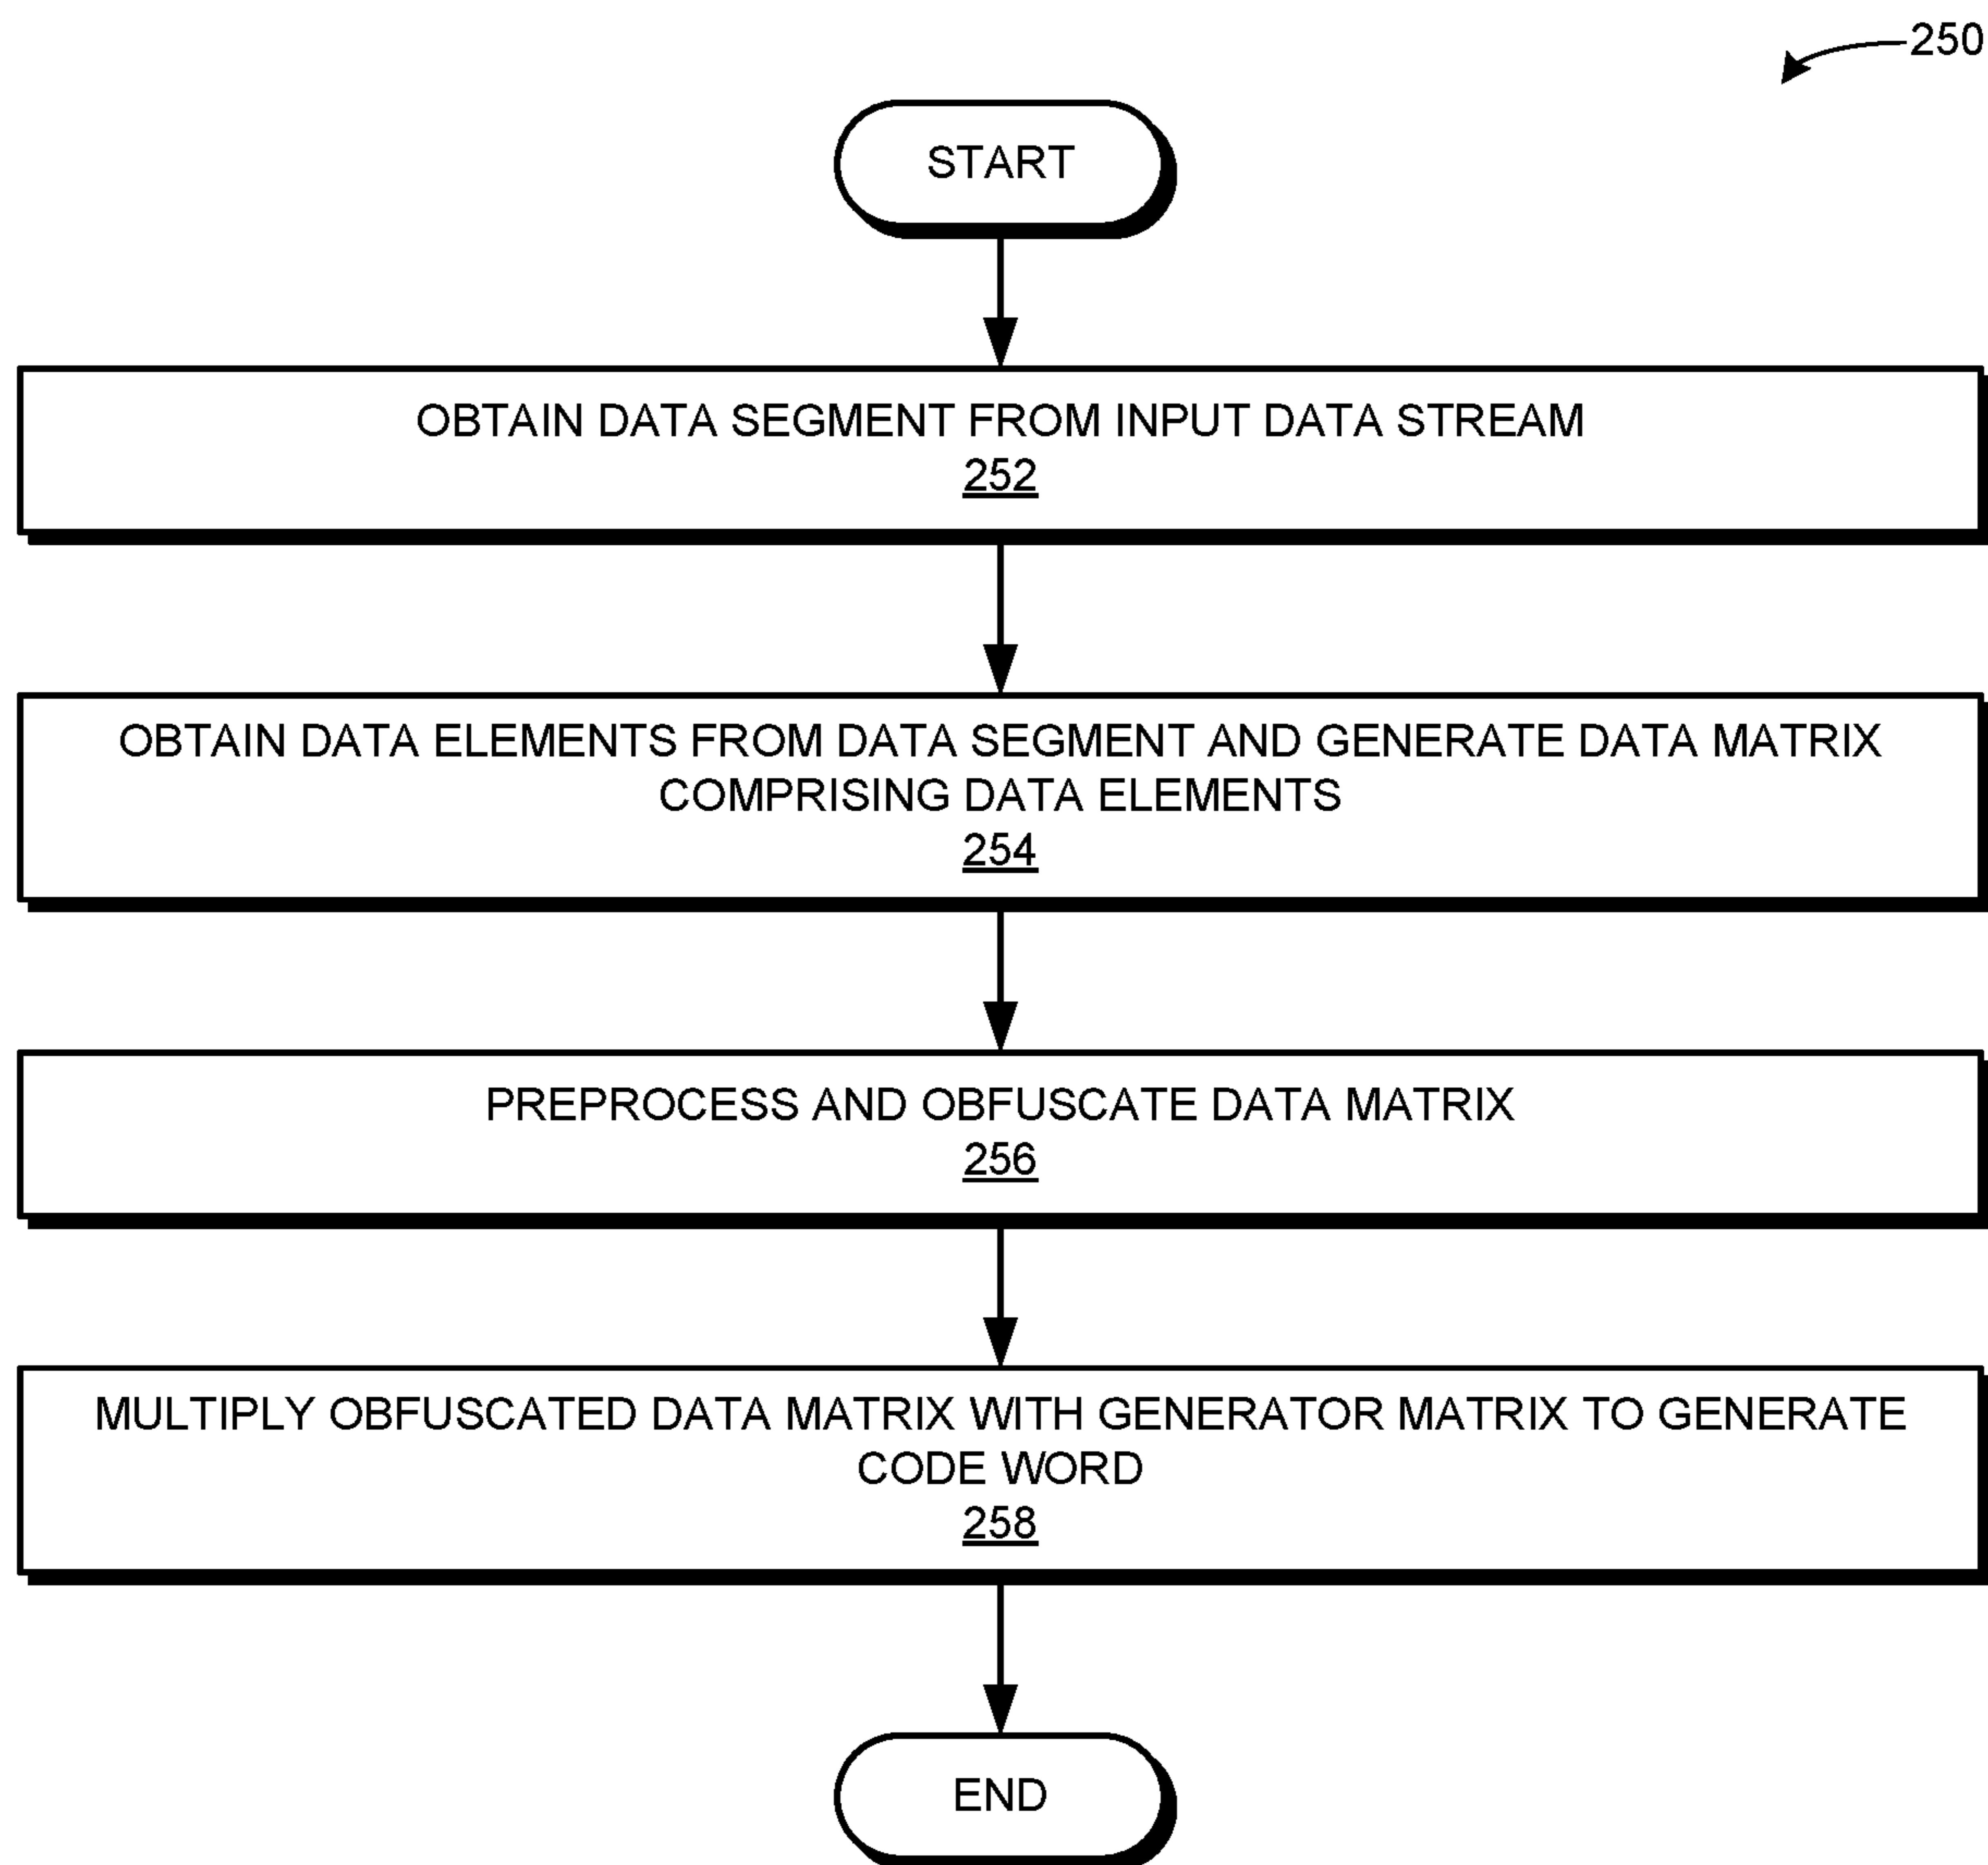 250
START
OBTAIN DATA SEGMENT FROM INPUT DATA STREAM
252
OBTAIN DATA ELEMENTS FROM DATA SEGMENT AND GENERATE DATA MATRIX
COMPRISING DATA ELEMENTS
254
PREPROCESS AND OBFUSCATE DATA MATRIX
256
MULTIPLY OBFUSCATED DATA MATRIX WITH GENERATOR MATRIX TO GENERATE
CODE WORD
258
END